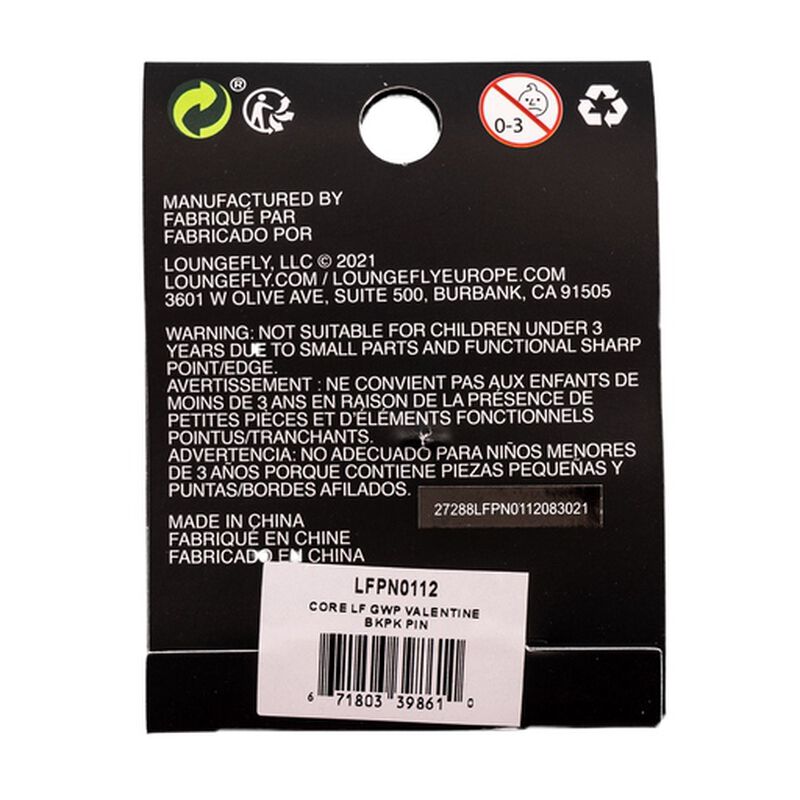 ®
0-3
MANUFACTURED BY
FABRIQUÉ PAR
FABRICADO POR
LOUNGEFLY, LLC © 2021
LOUNGEFLY.COM / LOUNGEFLYEUROPE.COM
3601 W OLIVE AVE, SUITE 500, BURBANK, CA 91505
WARNING: NOT SUITABLE FOR CHILDREN UNDER 3
YEARS DUE TO SMALL PARTS AND FUNCTIONAL SHARP
POINT/EDGE.
AVERTISSEMENT : NE CONVIENT PAS AUX ENFANTS DE
MOINS DE 3 ANS EN RAISON DE LA PRÉSENCE DE
PETITES PIÈCES ET D'ÉLÉMENTS FONCTIONNELS
POINTUS/TRANCHANTS.
ADVERTENCIA: NO ADECUADO PARA NIÑOS MENORES
DE 3 AÑOS PORQUE CONTIENE PIEZAS PEQUEÑAS Y
PUNTAS/BORDES AFILADOS.
27288LFPN0112083021
MADE IN CHINA
FABRIQUÉ EN CHINE
FABRICADO EN CHINA
LFPN0112
CORE LF GWP VALENTINE
BKPK PIN
6 71803 39861 0